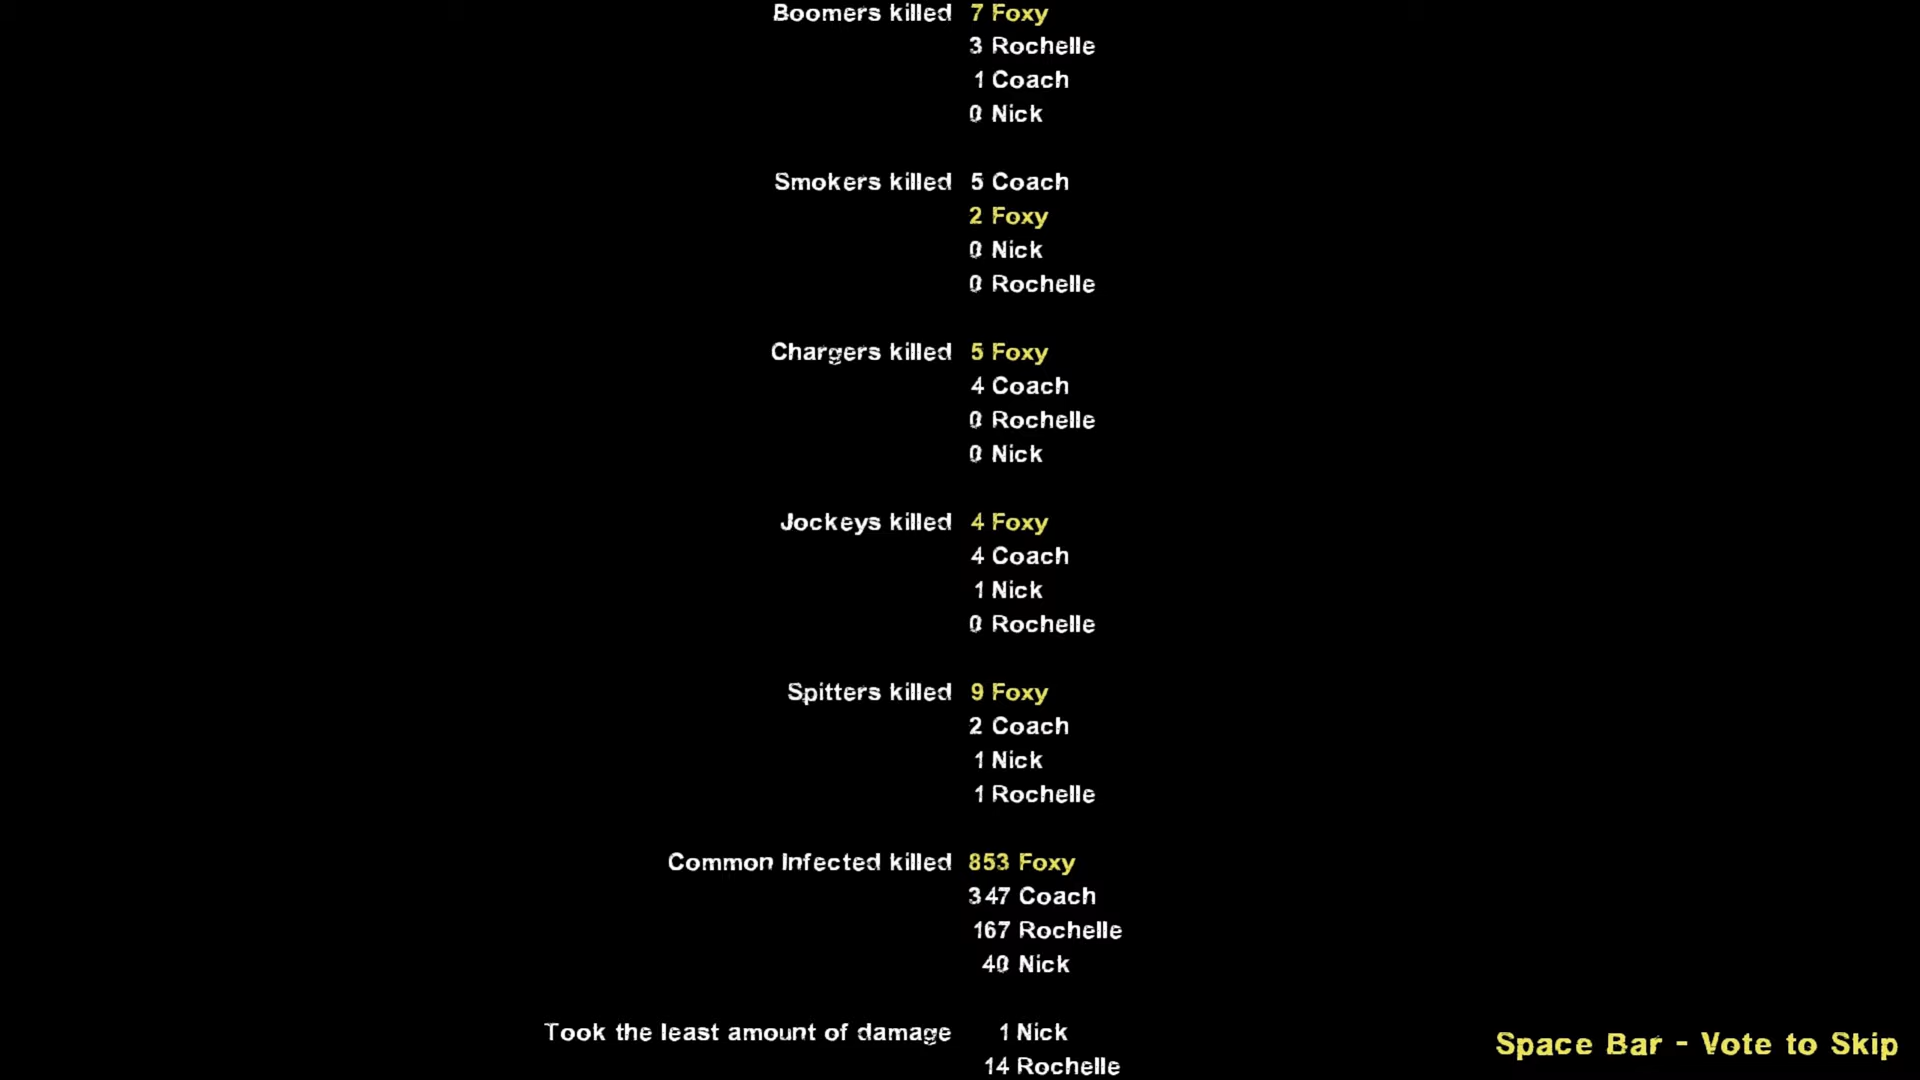 Boomers killed 7 Foxy
3 Rochelle
1 Coach
0 Nick
Smokers killed 5 Coach
2 Foxy
0 Nick
0 Rochelle
Chargers killed 5 Foxy
4 Coach
0 Rochelle
0 Nick
Jockeys killed 4 Foxy
4 Coach
1 Nick
0 Rochelle
Spitters killed 9 Foxy
2 Coach
1 Nick
1 Rochelle
Common Infected killed 853 Foxy
347 Coach
167 Rochelle
40 Nick
Took the least amount of damage 1 Nick
14 Rochelle
Space Bar - Vote to Skip